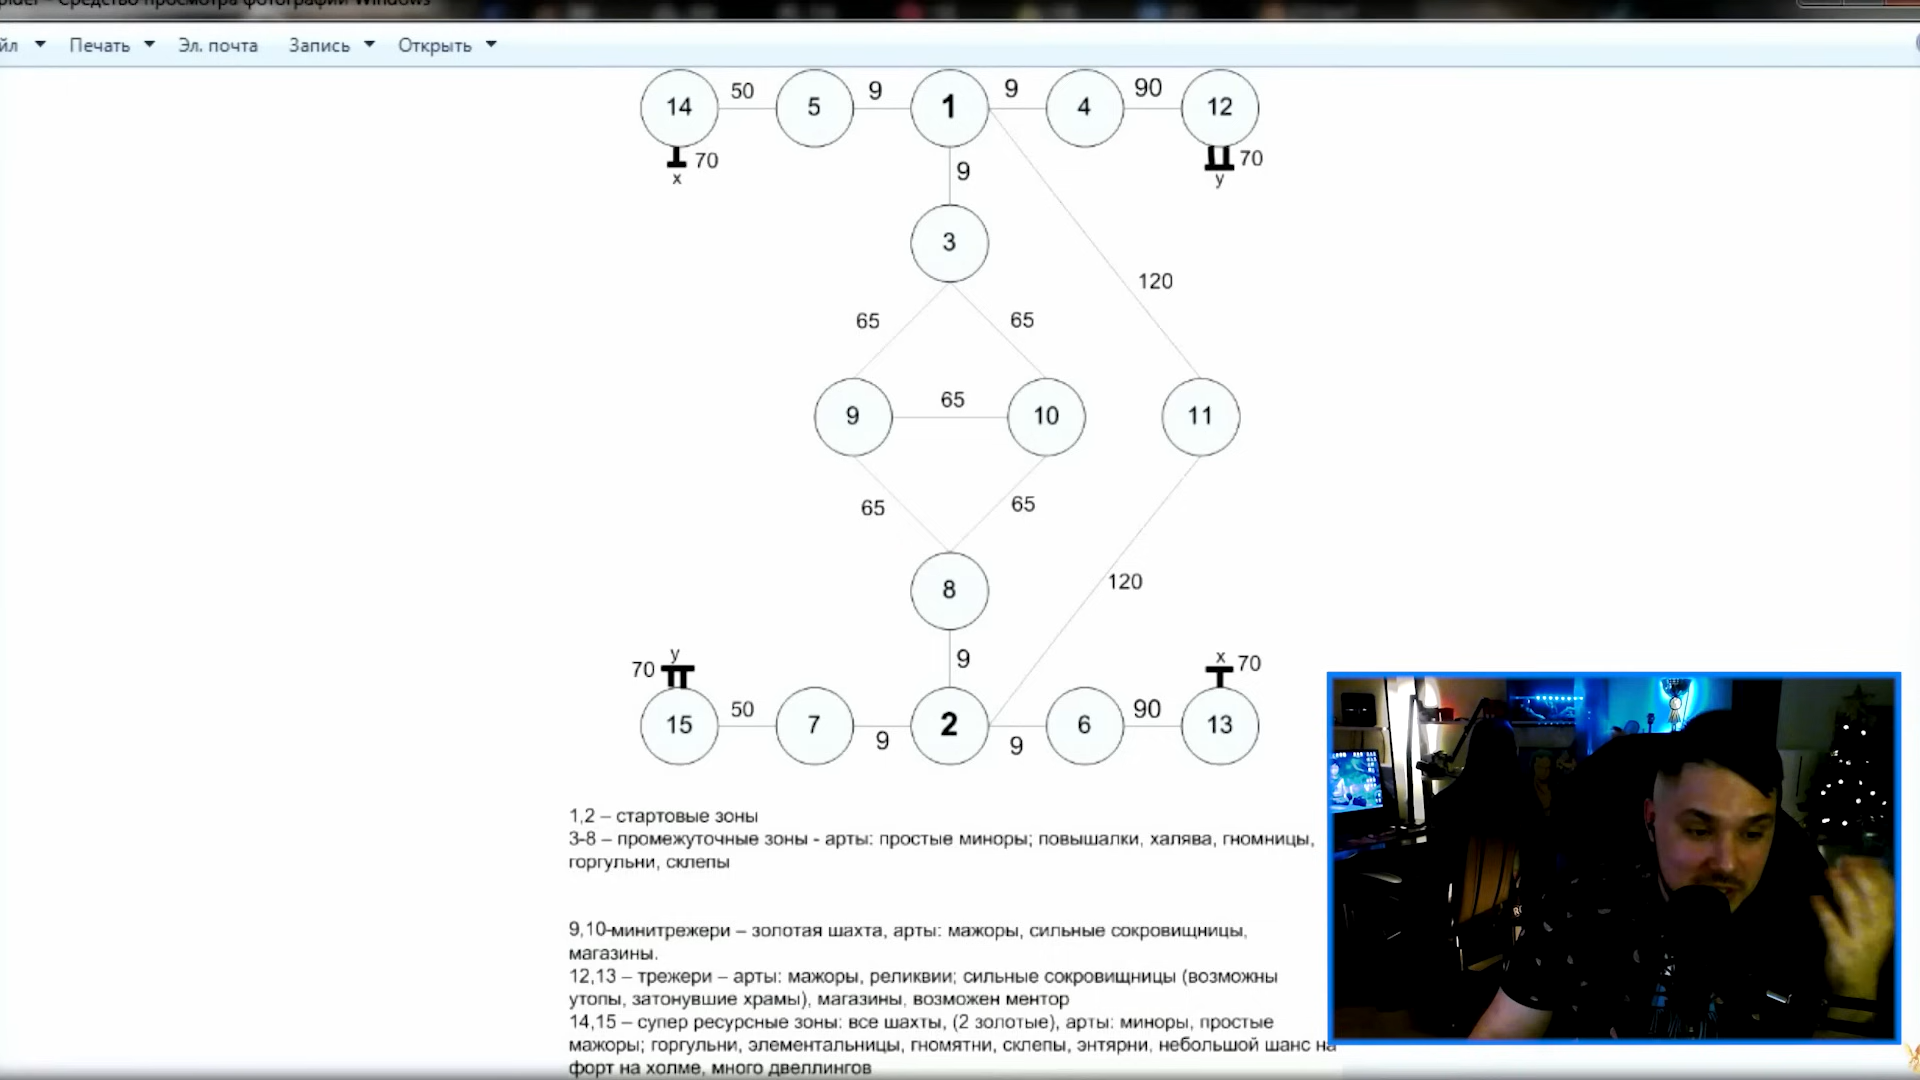 Средство просмотра фотографий Windows
Печать Эл. почта Запись Открыть
14 50 5 9 1 9 4 90 12
70 70
x y
9
3
120
65 65
65
9 10 11
65 65
120
8
y x
70 9 70
15 50 7 9 2 9 6 90 13
1,2 – стартовые зоны
3-8 – промежуточные зоны - арты: простые миноры; повышалки, халява, гномницы,
горгульни, склепы
9,10-минитрежери – золотая шахта, арты: мажоры, сильные сокровищницы,
магазины.
12,13 – трежери – арты: мажоры, реликвии; сильные сокровищницы (возможны
утопы, затонувшие храмы), магазины, возможен ментор
14,15 – супер ресурсные зоны: все шахты, (2 золотые), арты: миноры, простые
мажоры; горгульни, элементальницы, гномятни, склепы, энтярни, небольшой шанс на
форт на холме, много двеллингов